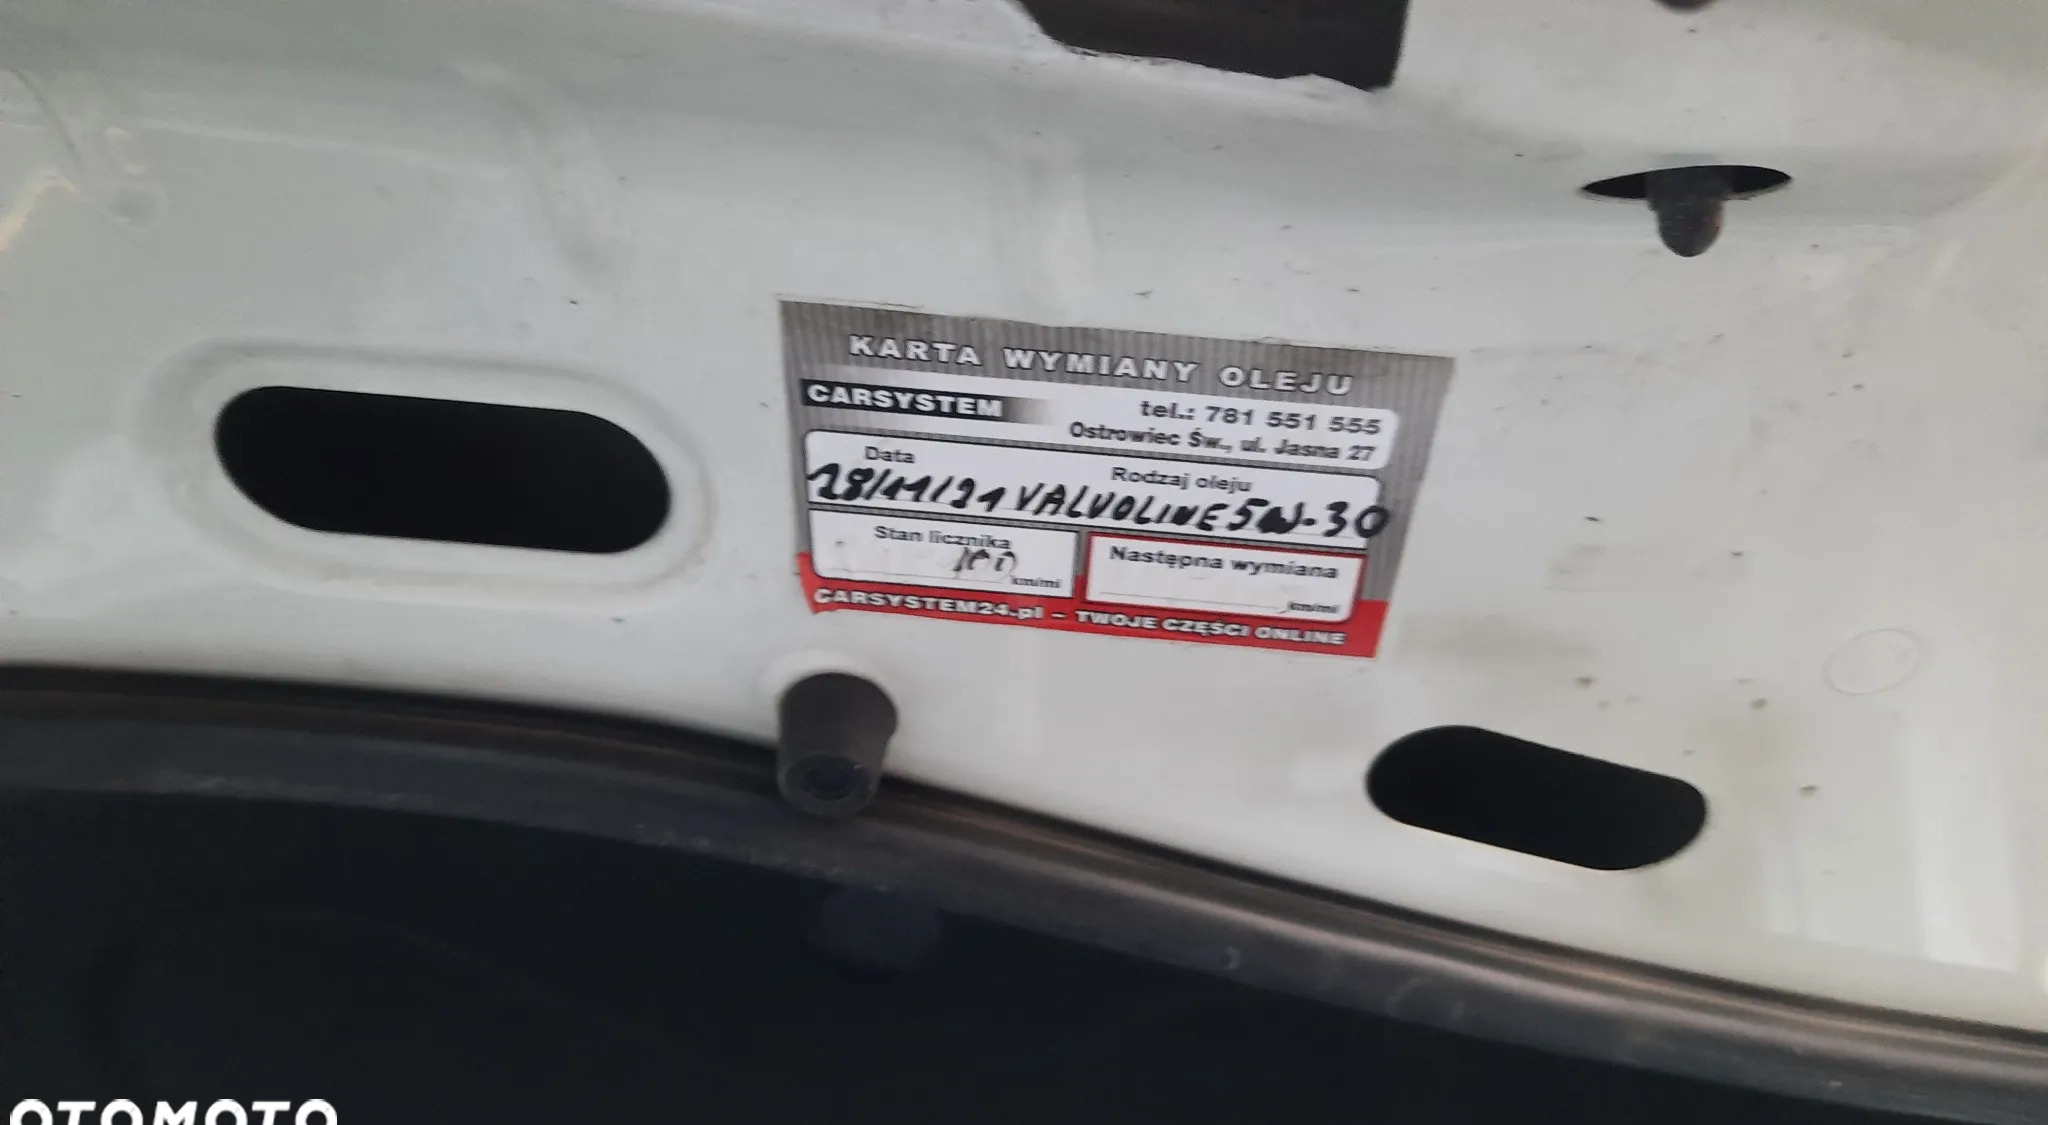 KARTA WYMIANY OLEJU
CARSYSTEM
tel.: 781 551 555
Ostrowiec Św., ul. Jasna 27
Data
Rodzaj oleju
28/11/21 VALVOLINE 5W-30
Stan licznika
100
km/mi
Następna wymiana
km/mi
CARSYSTEM24.pl – TWOJE CZĘŚCI ONLINE
OTOMOTO